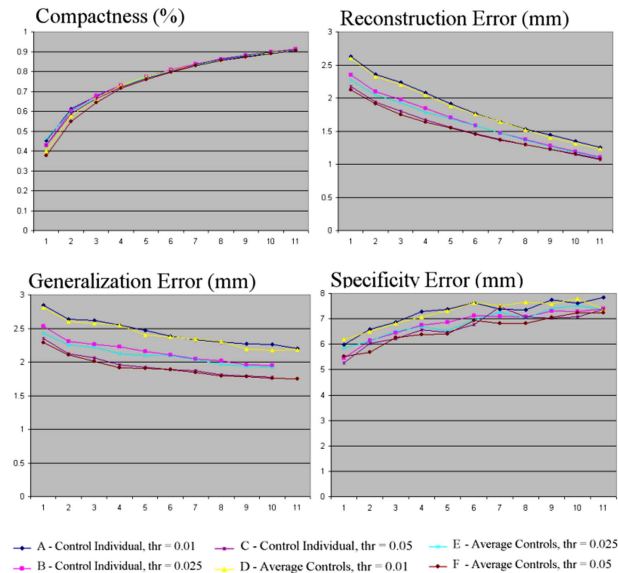 Compactness (%)
1
0.9
0.8
0.7
0.6
0.5
0.4
0.3
0.2
0.1
0
1 2 3 4 5 6 7 8 9 10 11
Reconstruction Error (mm)
3
2.5
2
1.5
1
0.5
0
1 2 3 4 5 6 7 8 9 10 11
Generalization Error (mm)
3
2.5
2
1.5
1
0.5
0
1 2 3 4 5 6 7 8 9 10 11
Specificity Error (mm)
8
7
6
5
4
3
2
1
0
1 2 3 4 5 6 7 8 9 10 11
A - Control Individual, thr = 0.01
B - Control Individual, thr = 0.025
C - Control Individual, thr = 0.05
D - Average Controls, thr = 0.01
E - Average Controls, thr = 0.025
F - Average Controls, thr = 0.05